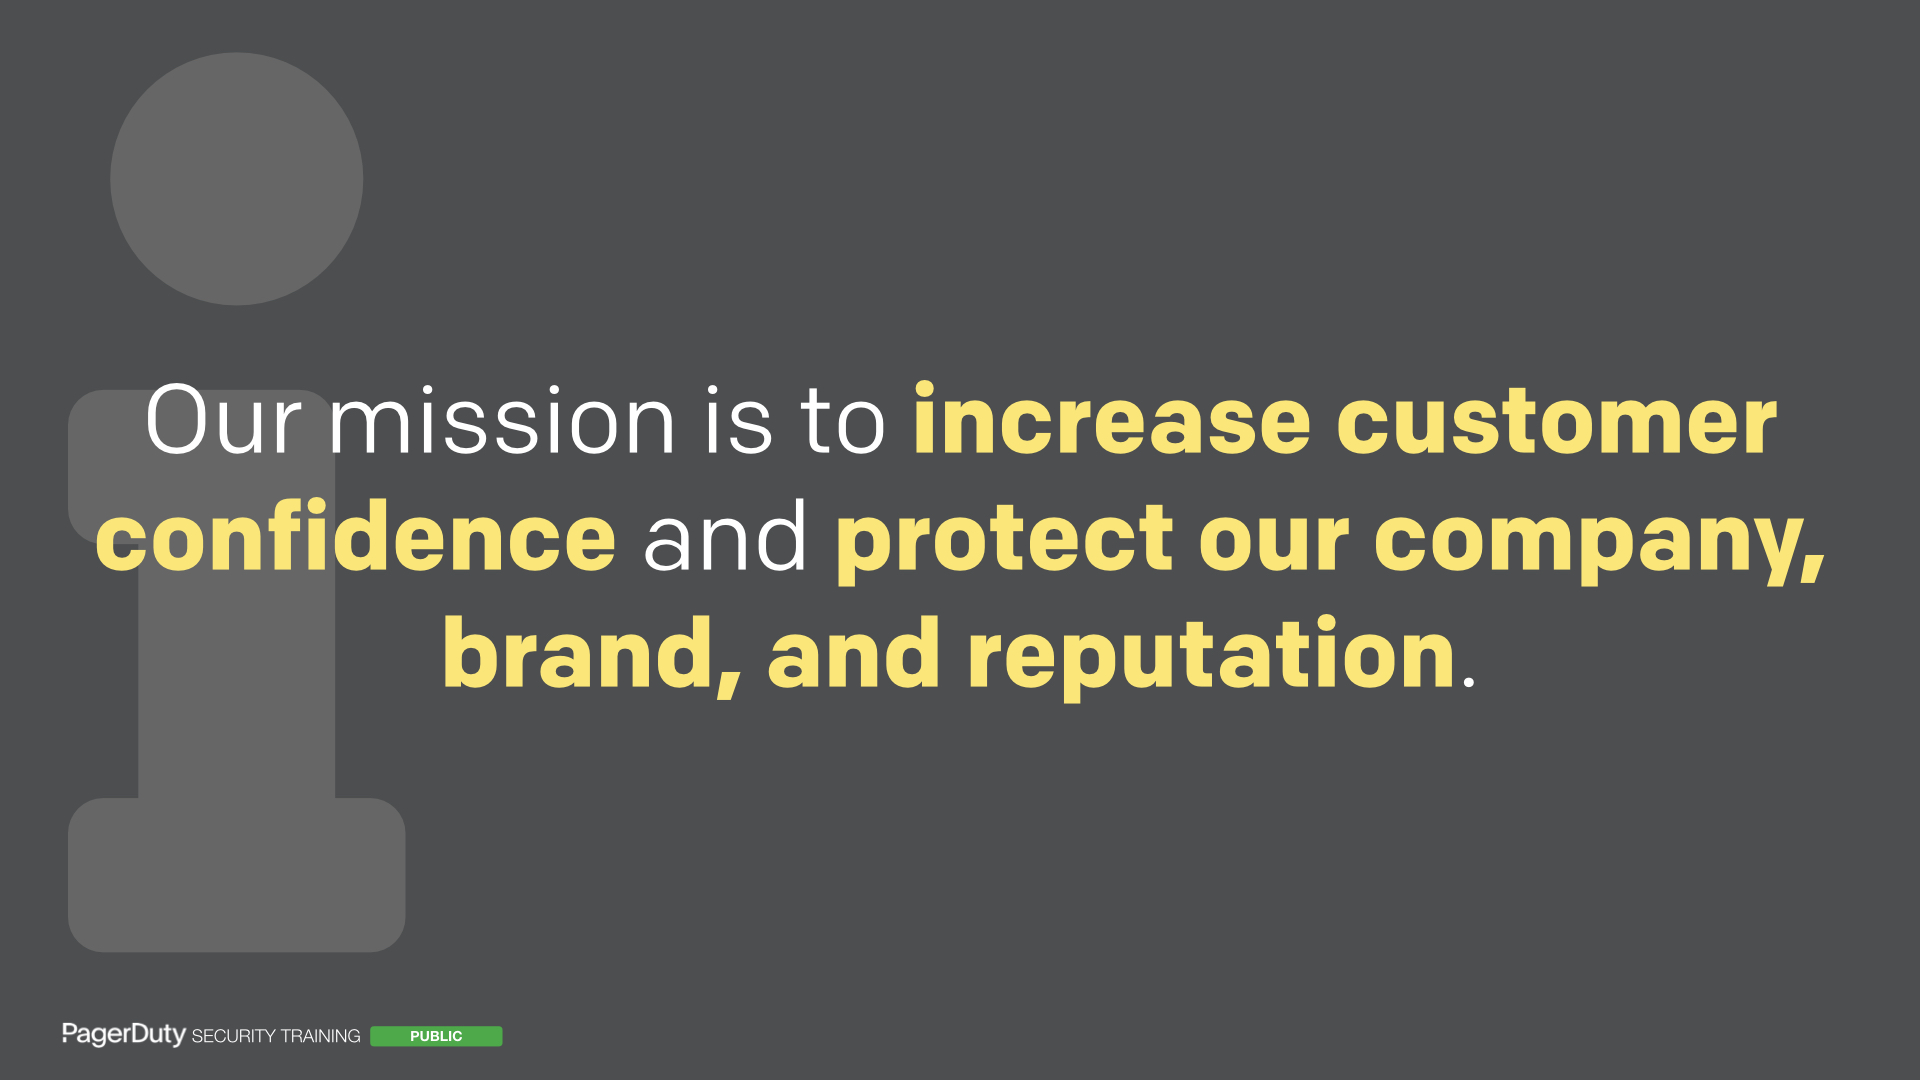 Our mission is to increase customer
confidence and protect our company,
brand, and reputation.
PagerDuty SECURITY TRAINING PUBLIC